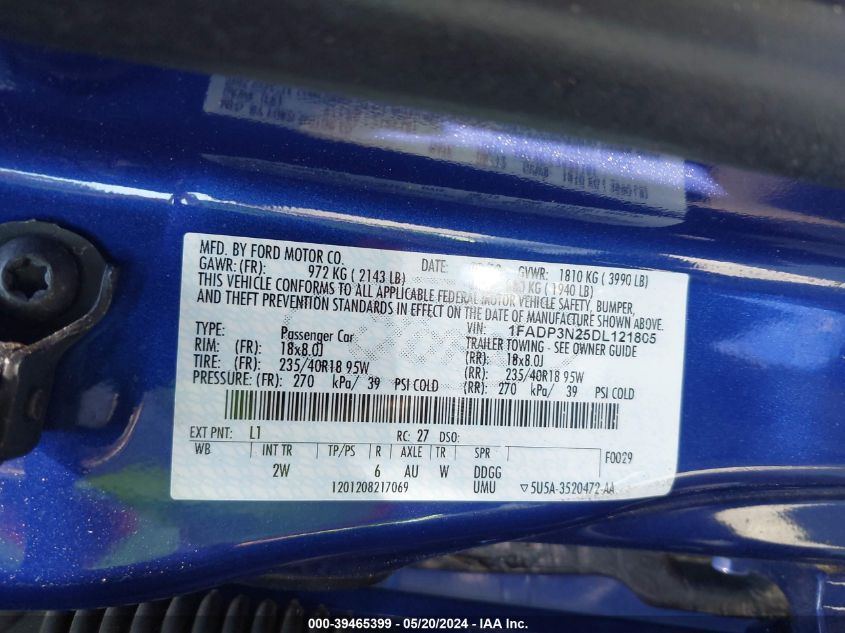 MFD. BY FORD MOTOR CO.
DATE: GVWR: 1810 KG ( 3990 LB)
GAWR: (FR): 972 KG ( 2143 LB) KG ( 1940 LB)
THIS VEHICLE CONFORMS TO ALL APPLICABLE FEDERAL MOTOR VEHICLE SAFETY, BUMPER,
AND THEFT PREVENTION STANDARDS IN EFFECT ON THE DATE OF MANUFACTURE SHOWN ABOVE.
VIN: 1FADP3N25DL121805
TYPE: Passenger Car TRAILER TOWING - SEE OWNER GUIDE
RIM: (FR): 18x8.0J (RR): 18x8.0J
TIRE: (FR): 235/40R18 95W (RR): 235/40R18 95W
PRESSURE: (FR): 270 kPa/ 39 PSI COLD (RR): 270 kPa/ 39 PSI COLD
EXT PNT: L1 RC: 27 DSO:
WB INT TR TP/PS R AXLE TR SPR F0029
2W 6 AU W DDGG
1201208217069 UMU ▽5U5A-3520472-AA
000-39465399 - 05/20/2024 - IAA Inc.